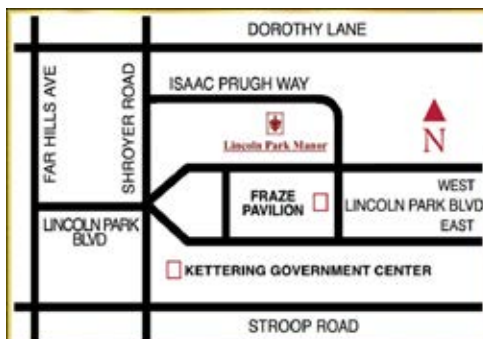 DOROTHY LANE
FAR HILLS AVE
SHROYER ROAD
ISAAC PRUGH WAY
Lincoln Park Manor
N
WEST
LINCOLN PARK BLVD
EAST
FRAZE
PAVILION
LINCOLN PARK
BLVD
KETTERING GOVERNMENT CENTER
STROOP ROAD